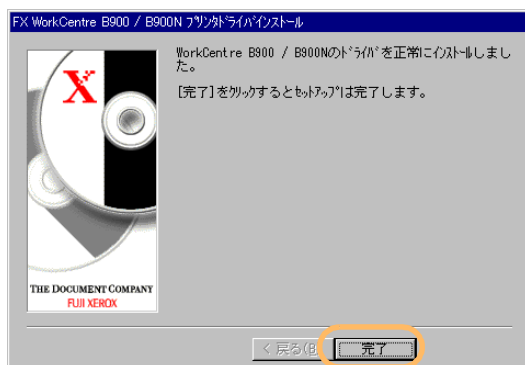 FX WorkCentre B900 / B900N プリンタドライバインストール
WorkCentre B900 / B900Nのドライバを正常にインストールしまし
た。
[完了]をクリックするとセットアップは完了します。
X
THE DOCUMENT COMPANY
FUJI XEROX
< 戻る(B
完了